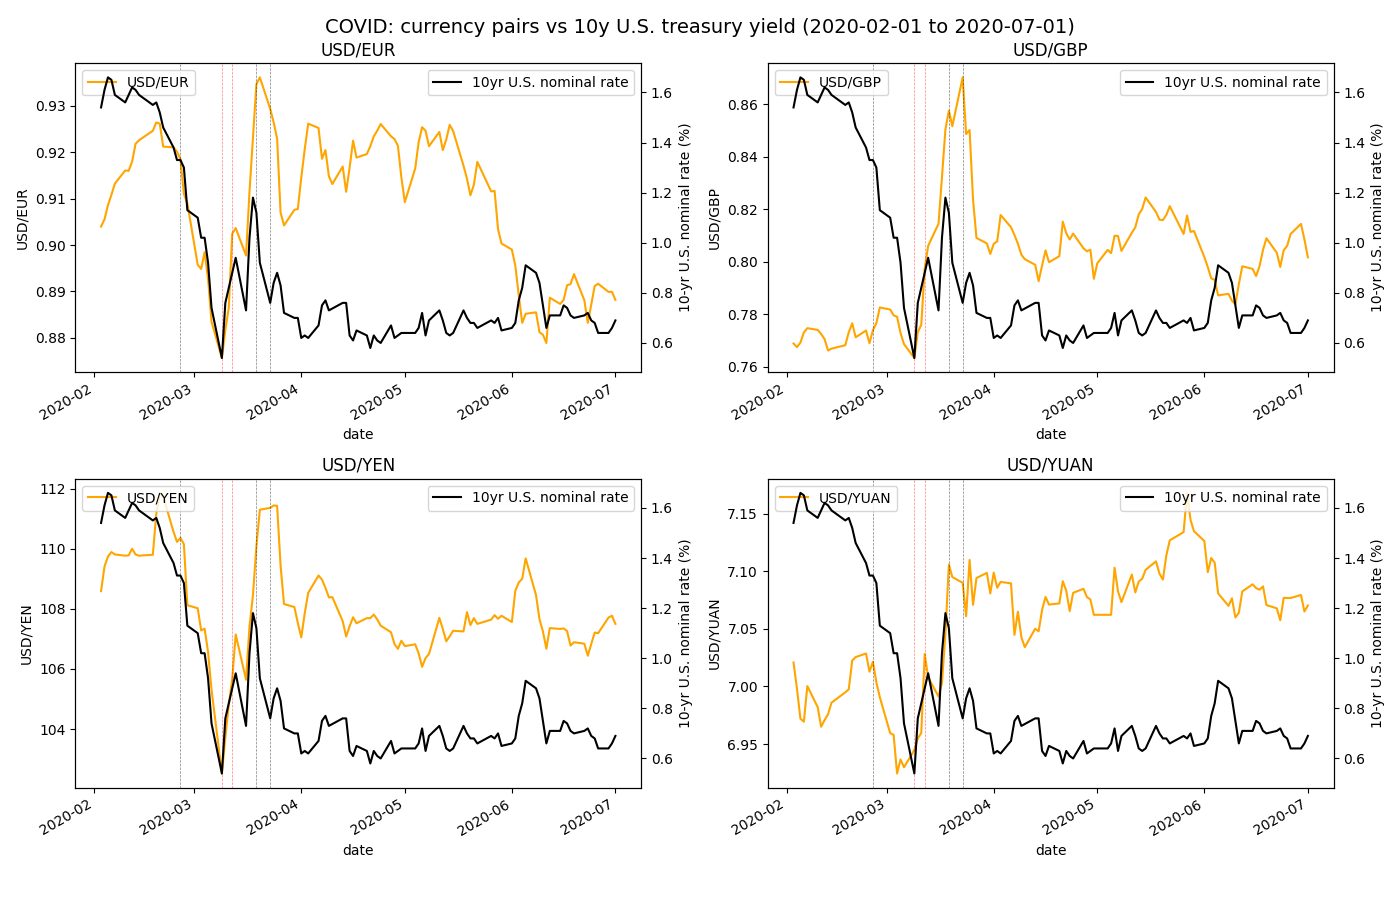 COVID: currency pairs vs 10y U.S. treasury yield (2020-02-01 to 2020-07-01)
USD/EUR
USD/EUR
10yr U.S. nominal rate
0.93
0.92
0.91
0.90
0.89
0.88
USD/EUR
1.6
1.4
1.2
1.0
0.8
0.6
10-yr U.S. nominal rate (%)
2020-02
2020-03
2020-04
2020-05
2020-06
2020-07
date
USD/GBP
USD/GBP
10yr U.S. nominal rate
0.86
0.84
0.82
0.80
0.78
0.76
USD/GBP
1.6
1.4
1.2
1.0
0.8
0.6
10-yr U.S. nominal rate (%)
2020-02
2020-03
2020-04
2020-05
2020-06
2020-07
date
USD/YEN
USD/YEN
10yr U.S. nominal rate
112
110
108
106
104
USD/YEN
1.6
1.4
1.2
1.0
0.8
0.6
10-yr U.S. nominal rate (%)
2020-02
2020-03
2020-04
2020-05
2020-06
2020-07
date
USD/YUAN
USD/YUAN
10yr U.S. nominal rate
7.15
7.10
7.05
7.00
6.95
USD/YUAN
1.6
1.4
1.2
1.0
0.8
0.6
10-yr U.S. nominal rate (%)
2020-02
2020-03
2020-04
2020-05
2020-06
2020-07
date